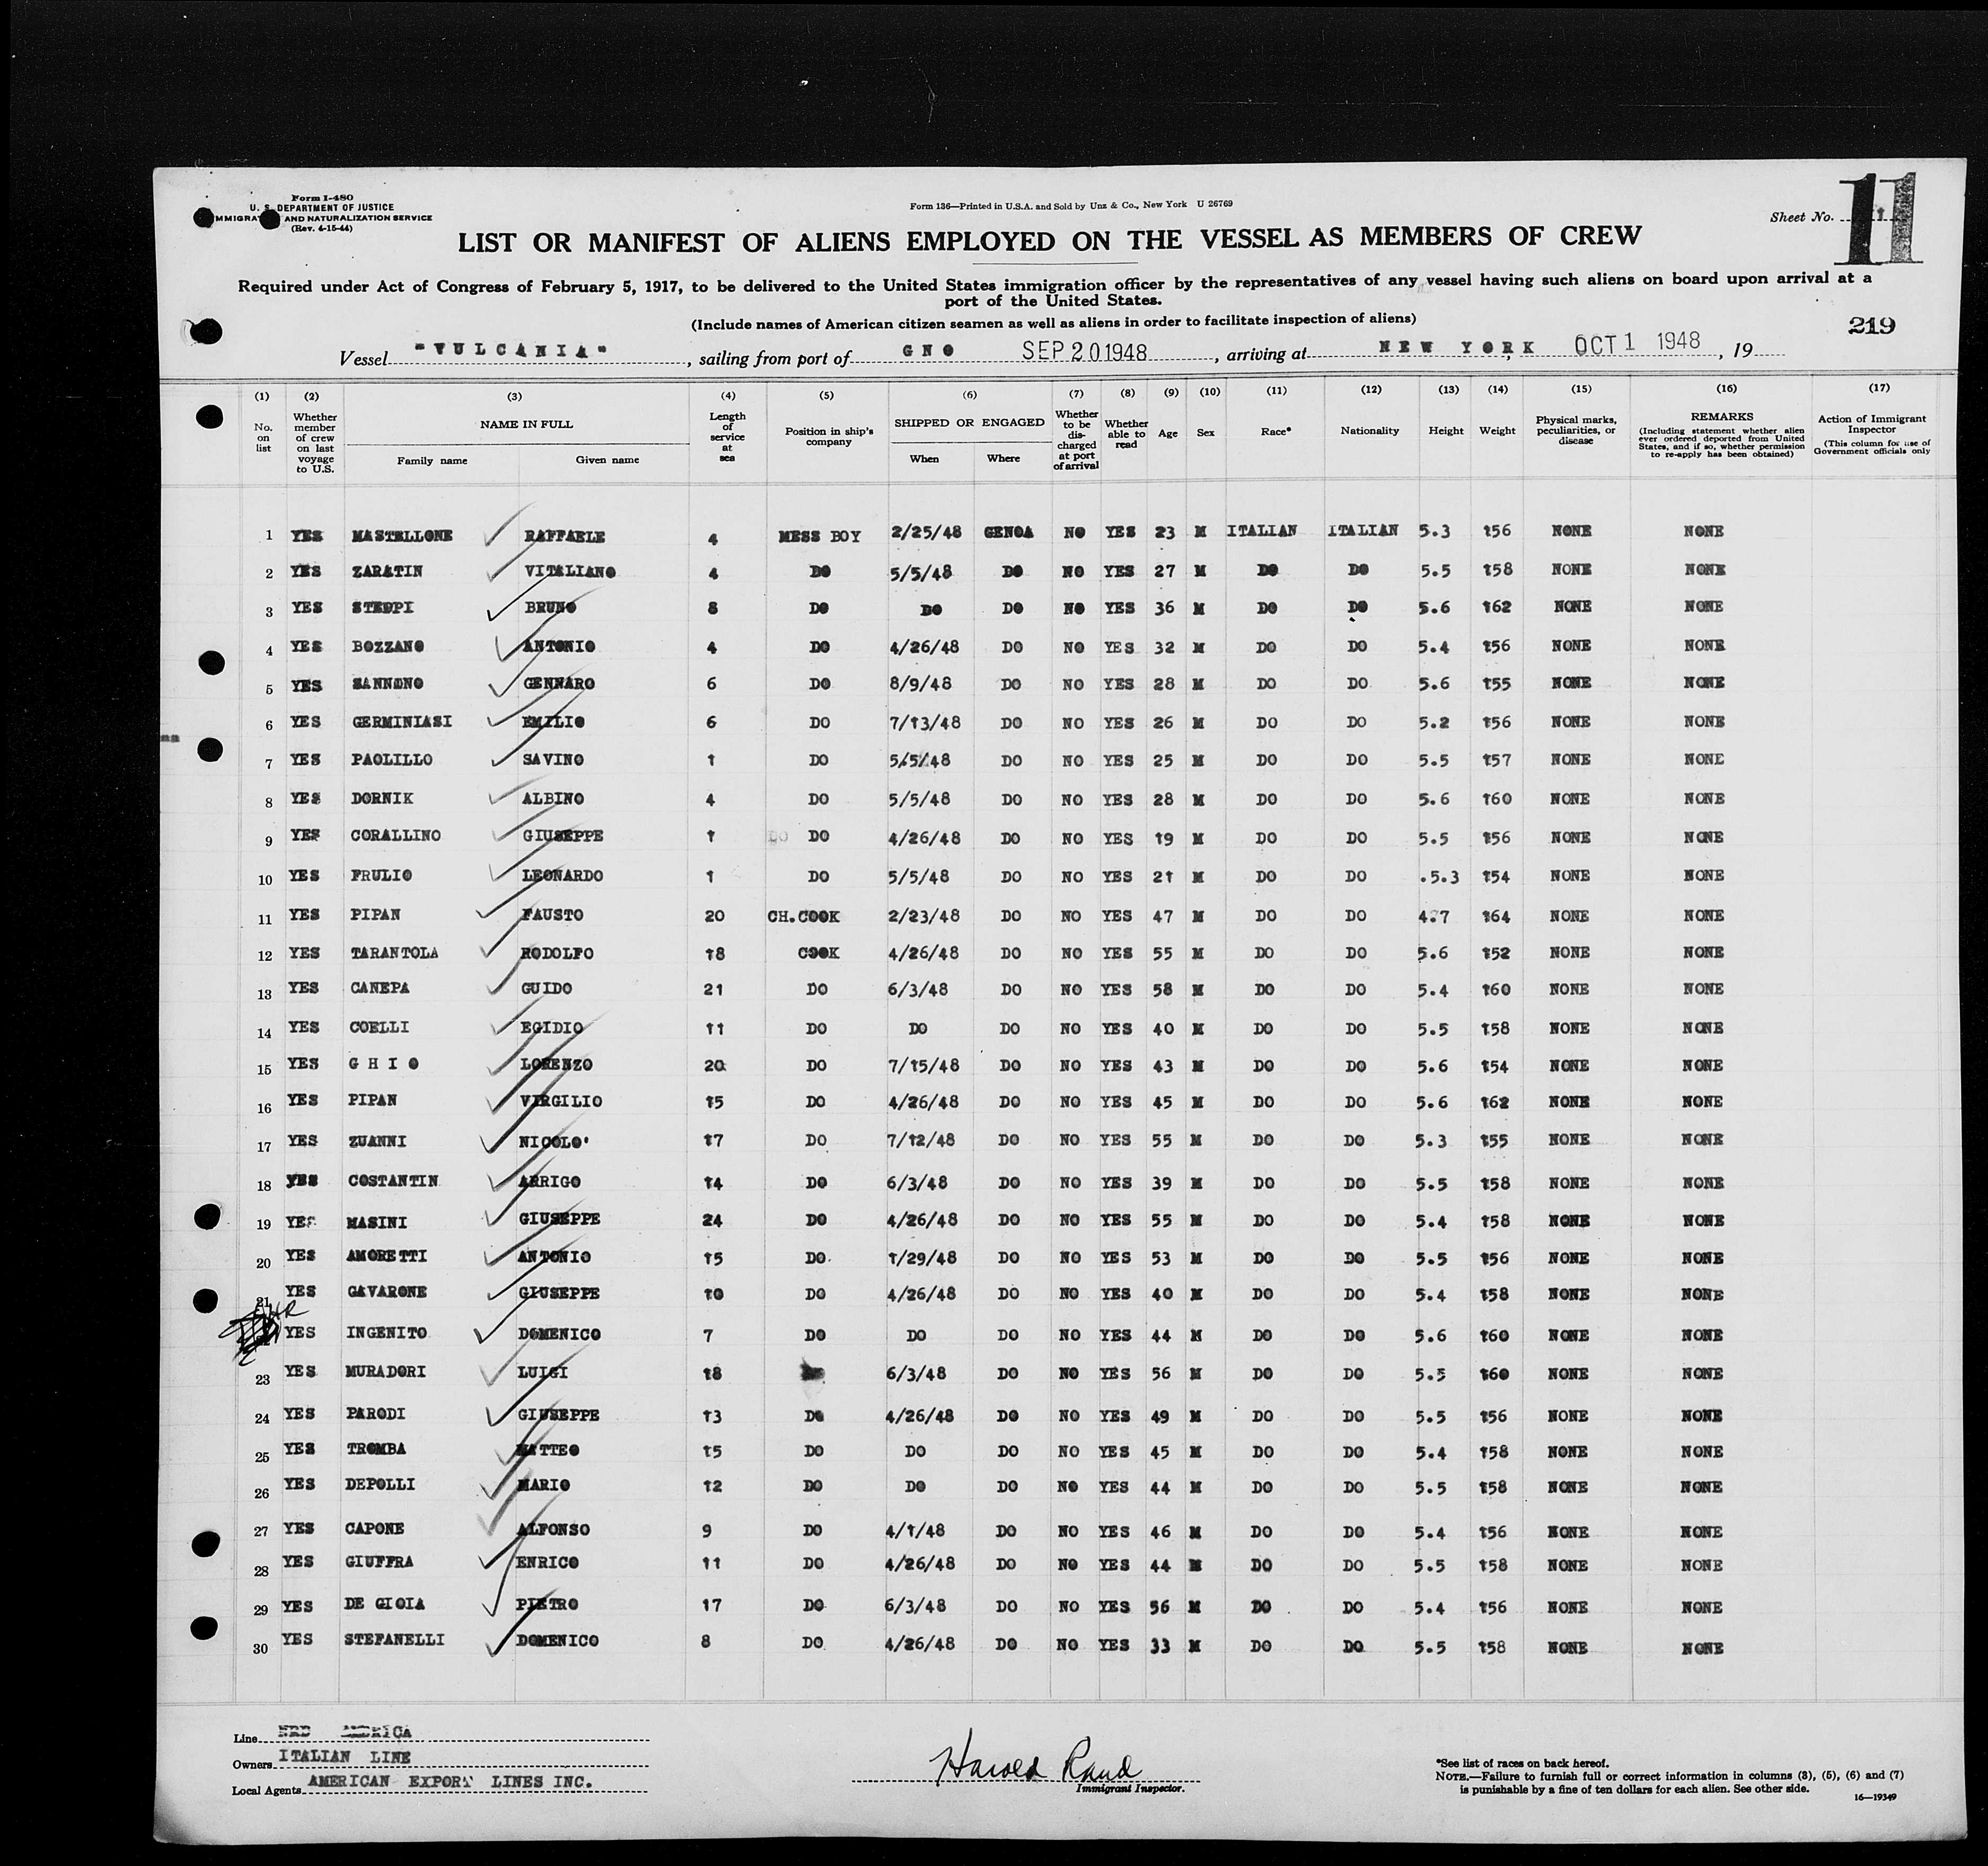 Form I-480
U. S. DEPARTMENT OF JUSTICE
IMMIGRATION AND NATURALIZATION SERVICE
(Rev. 4-15-44)
Form 136—Printed in U.S.A. and Sold by Unz & Co., New York U 26769
Sheet No. 11
LIST OR MANIFEST OF ALIENS EMPLOYED ON THE VESSEL AS MEMBERS OF CREW
Required under Act of Congress of February 5, 1917, to be delivered to the United States immigration officer by the representatives of any vessel having such aliens on board upon arrival at a
port of the United States.
(Include names of American citizen seamen as well as aliens in order to facilitate inspection of aliens)
219
Vessel "VULCANIA", sailing from port of GNO SEP 20 1948, arriving at NEW YORK OCT 1 1948, 19
(1) (2) (3) (4) (5) (6) (7) (8) (9) (10) (11) (12) (13) (14) (15) (16) (17)
No. on list
Whether member of crew on last voyage to U.S.
NAME IN FULL
Family name
Given name
Length of service at sea
Position in ship's company
SHIPPED OR ENGAGED
When
Where
Whether to be discharged at port of arrival
Whether able to read
Age
Sex
Race*
Nationality
Height
Weight
Physical marks, peculiarities, or disease
REMARKS
(Including statement whether alien ever ordered deported from United States, and if so, whether permission to re-apply has been obtained)
Action of Immigrant Inspector
(This column for use of Government officials only
1 YES MASTELLONE RAFFAELE 4 MESS BOY 2/25/48 GENOA NO YES 23 M ITALIAN ITALIAN 5.3 156 NONE NONE
2 YES ZARATIN VITALIANO 4 DO 5/5/48 DO NO YES 27 M DO DO 5.5 158 NONE NONE
3 YES STEPPI BRUNO 8 DO DO DO NO YES 36 M DO DO 5.6 162 NONE NONE
4 YES BOZZANO ANTONIO 4 DO 4/26/48 DO NO YES 32 M DO DO 5.4 156 NONE NONE
5 YES SANNINO GENNARO 6 DO 8/9/48 DO NO YES 28 M DO DO 5.6 155 NONE NONE
6 YES GERMINIASI EMILIO 6 DO 7/13/48 DO NO YES 26 M DO DO 5.2 156 NONE NONE
7 YES PAOLILLO SAVINO 1 DO 5/5/48 DO NO YES 25 M DO DO 5.5 157 NONE NONE
8 YES DORNIK ALBINO 4 DO 5/5/48 DO NO YES 28 M DO DO 5.6 160 NONE NONE
9 YES CORALLINO GIUSEPPE 1 DO DO 4/26/48 DO NO YES 19 M DO DO 5.5 156 NONE NONE
10 YES FRULIO LEONARDO 1 DO 5/5/48 DO NO YES 21 M DO DO .5.3 154 NONE NONE
11 YES PIPAN FAUSTO 20 CH.COOK 2/23/48 DO NO YES 47 M DO DO 4.7 164 NONE NONE
12 YES TARANTOLA RODOLFO 18 COOK 4/26/48 DO NO YES 55 M DO DO 5.6 152 NONE NONE
13 YES CANEPA GUIDO 21 DO 6/3/48 DO NO YES 58 M DO DO 5.4 160 NONE NONE
14 YES COELLI EGIDIO 11 DO DO DO NO YES 40 M DO DO 5.5 158 NONE NONE
15 YES G H I O LORENZO 20 DO 7/15/48 DO NO YES 43 M DO DO 5.6 154 NONE NONE
16 YES PIPAN VIRGILIO 15 DO 4/26/48 DO NO YES 45 M DO DO 5.6 162 NONE NONE
17 YES ZUANNI NICOLO' 17 DO 7/12/48 DO NO YES 55 M DO DO 5.3 155 NONE NONE
18 YES COSTANTIN ARRIGO 14 DO 6/3/48 DO NO YES 39 M DO DO 5.5 158 NONE NONE
19 YES MASINI GIUSEPPE 24 DO 4/26/48 DO NO YES 55 M DO DO 5.4 158 NONE NONE
20 YES AMORETTI ANTONIO 15 DO 1/29/48 DO NO YES 53 M DO DO 5.5 156 NONE NONE
21 YES GAVARONE GIUSEPPE 10 DO 4/26/48 DO NO YES 40 M DO DO 5.4 158 NONE NONE
YES INGENITO DOMENICO 7 DO DO DO NO YES 44 M DO DO 5.6 160 NONE NONE
23 YES MURADORI LUIGI 18 6/3/48 DO NO YES 56 M DO DO 5.5 160 NONE NONE
24 YES PARODI GIUSEPPE 13 DO 4/26/48 DO NO YES 49 M DO DO 5.5 156 NONE NONE
25 YES TROMBA MATTEO 15 DO DO DO NO YES 45 M DO DO 5.4 158 NONE NONE
26 YES DEPOLLI MARIO 12 DO DO DO NO YES 44 M DO DO 5.5 158 NONE NONE
27 YES CAPONE ALFONSO 9 DO 4/1/48 DO NO YES 46 M DO DO 5.4 156 NONE NONE
28 YES GIUFFRA ENRICO 11 DO 4/26/48 DO NO YES 44 M DO DO 5.5 158 NONE NONE
29 YES DE GIOIA PIETRO 17 DO 6/3/48 DO NO YES 56 M DO DO 5.4 156 NONE NONE
30 YES STEFANELLI DOMENICO 8 DO 4/26/48 DO NO YES 33 M DO DO 5.5 158 NONE NONE
Line NRD AMERICA
Owners ITALIAN LINE
Local Agents AMERICAN EXPORT LINES INC.
Harold Rand
Immigrant Inspector.
*See list of races on back hereof.
NOTE.—Failure to furnish full or correct information in columns (3), (5), (6) and (7)
is punishable by a fine of ten dollars for each alien. See other side.
16—19349